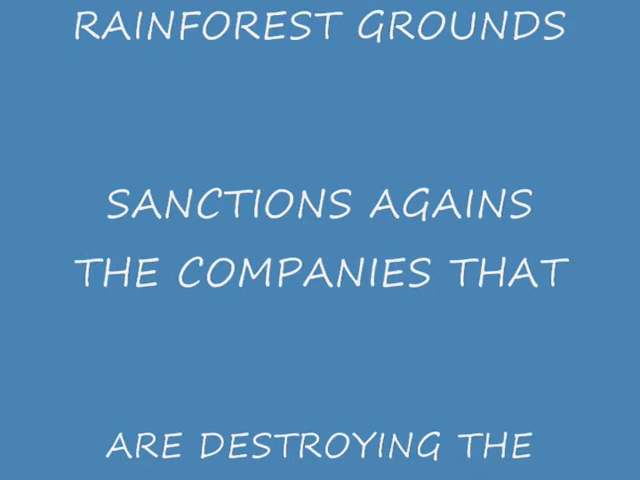 RAINFOREST GROUNDS
SANCTIONS AGAINS
THE COMPANIES THAT
ARE DESTROYING THE